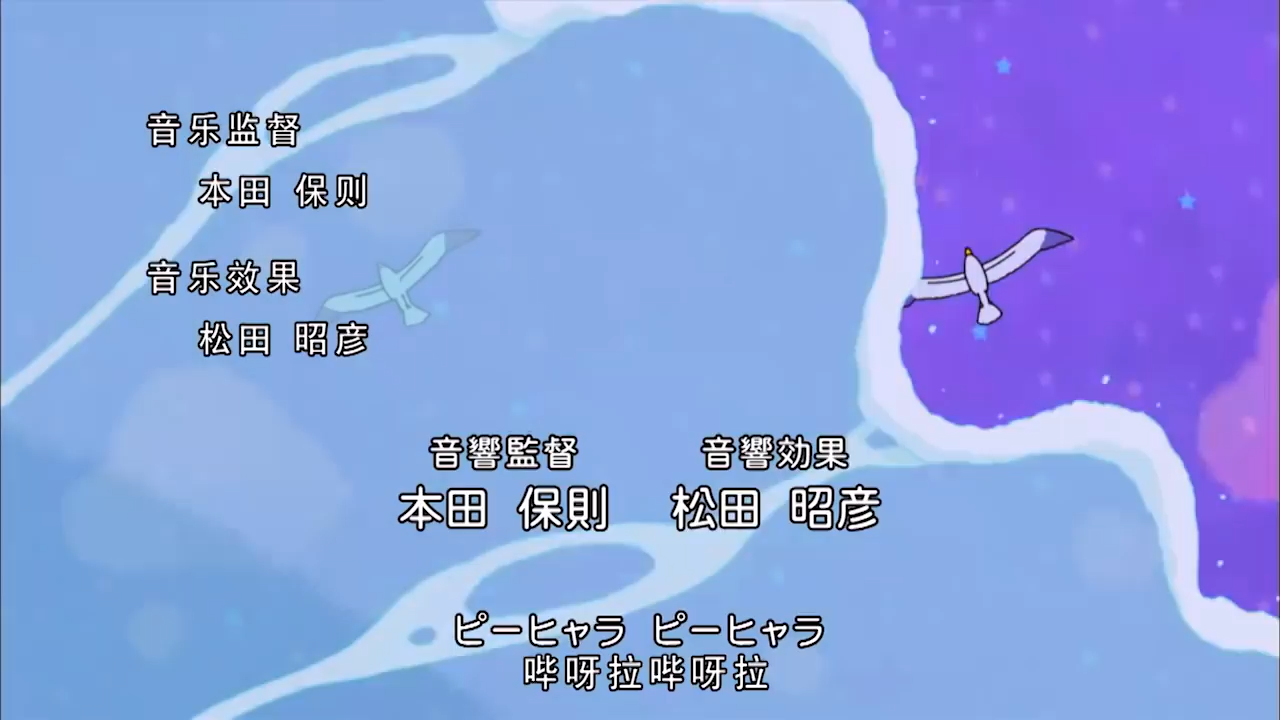 音乐监督
本田 保则
音乐效果
松田 昭彦
音響監督 音響効果
本田 保則 松田 昭彦
ピーヒャラ ピーヒャラ
哔呀拉哔呀拉